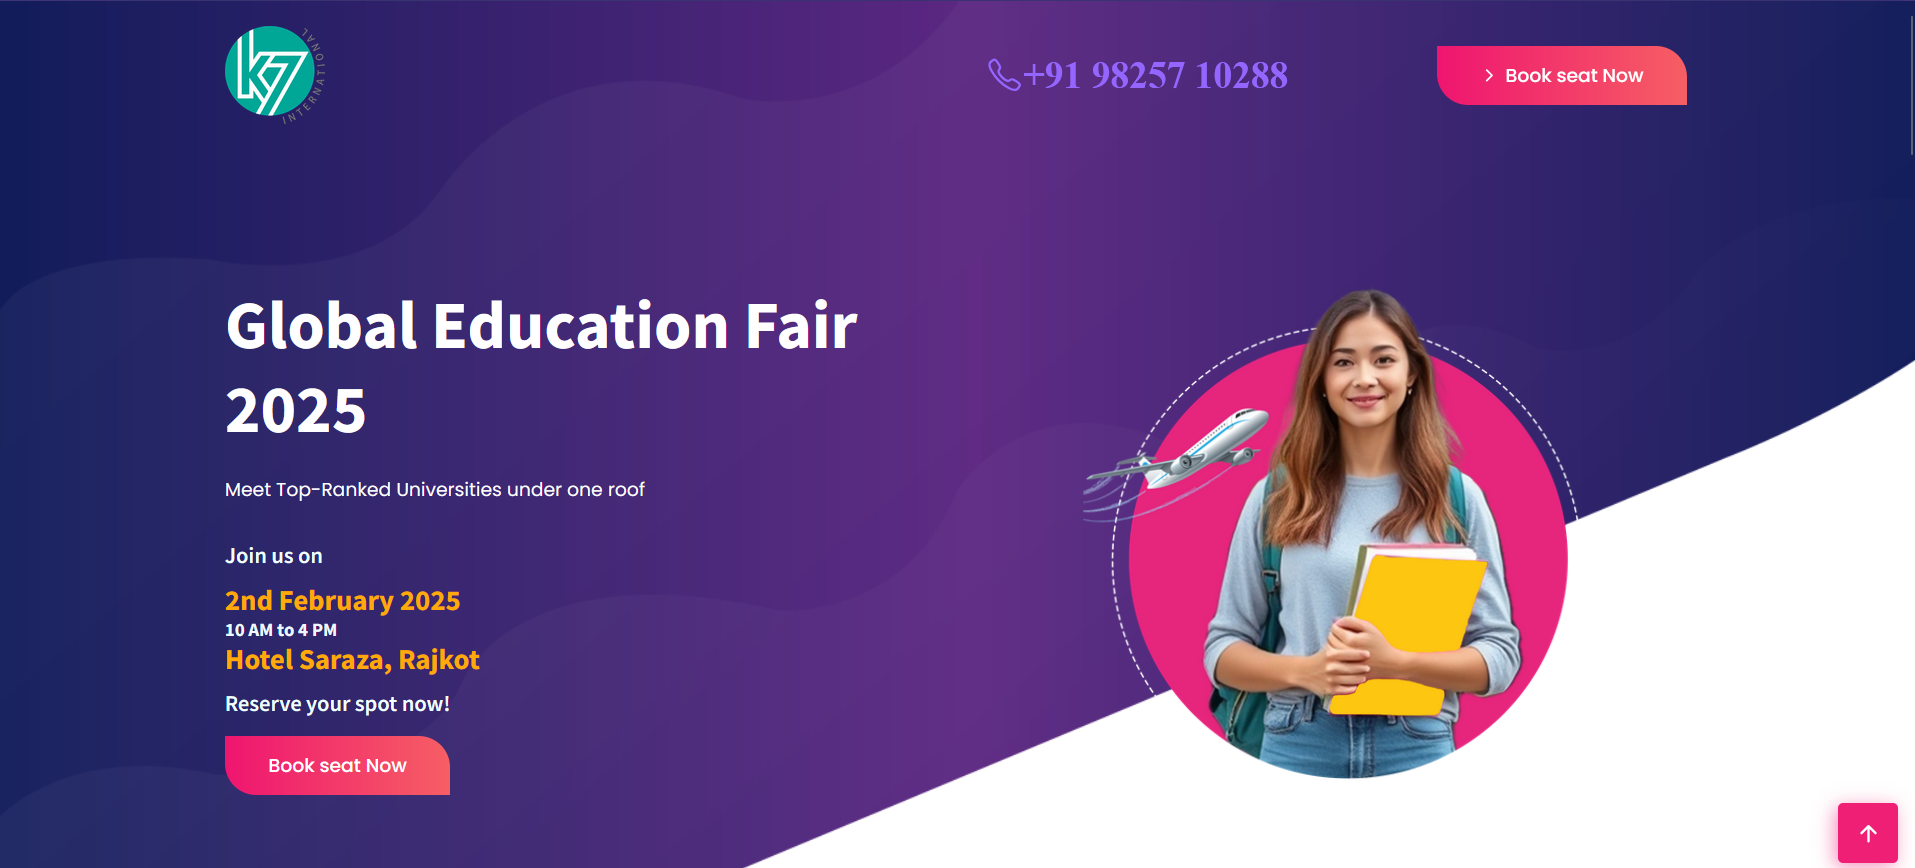 k7
INTERNATIONAL
+91 98257 10288
Book seat Now
Global Education Fair
2025
Meet Top-Ranked Universities under one roof
Join us on
2nd February 2025
10 AM to 4 PM
Hotel Saraza, Rajkot
Reserve your spot now!
Book seat Now